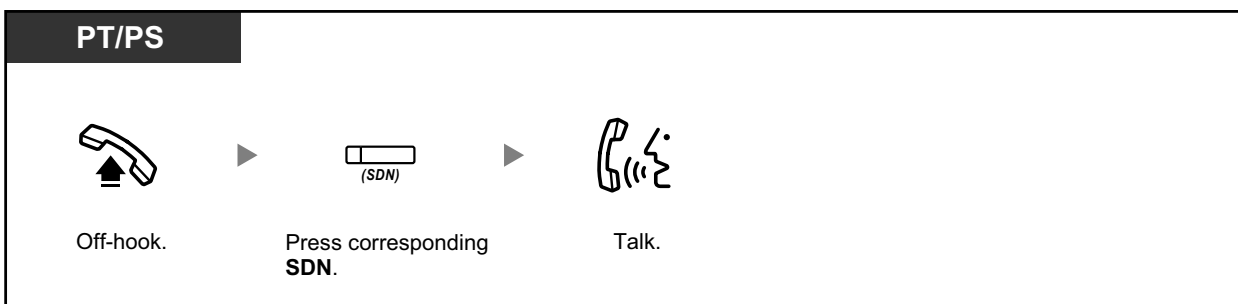 PT/PS
(SDN)
Off-hook.
Press corresponding
SDN.
Talk.